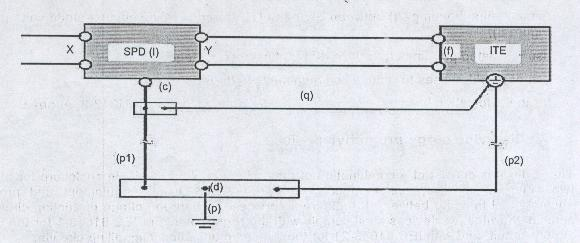 X
SPD (I)
Y
(f)
ITE
(c)
(q)
(p1)
(p2)
(d)
(p)